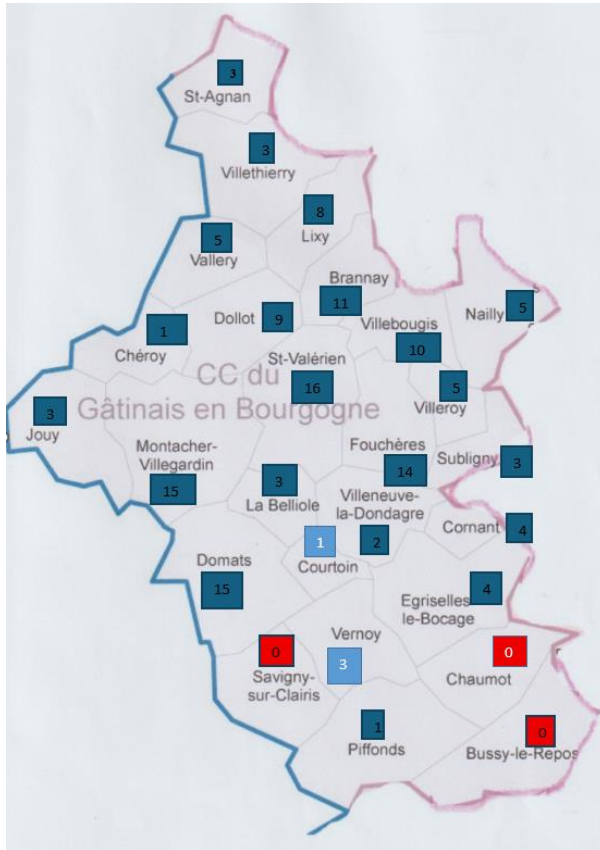 3
St-Agnan
3
Villethierry
8
Lixy
5
Vallery
Brannay
11
Dollot
9
Nailly
5
Villebougis
10
1
Chéroy
St-Valérien
16
CC du
Gâtinais en Bourgogne
5
Villeroy
3
Jouy
Montacher-
Villegardin
15
3
La Belliole
Fouchères
14
Subligny
3
Villeneuve-
la-Dondagre
2
Cornant
4
1
Courtoin
Domats
15
4
Egriselles
le-Bocage
0
Savigny-
sur-Clairis
Vernoy
3
0
Chaumot
1
Piffonds
0
Bussy-le-Repos